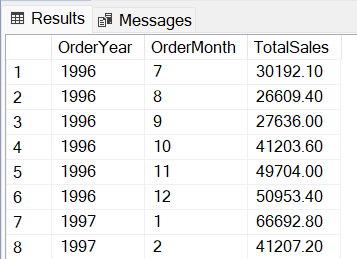 Results Messages
OrderYear OrderMonth TotalSales
1 1996 7 30192.10
2 1996 8 26609.40
3 1996 9 27636.00
4 1996 10 41203.60
5 1996 11 49704.00
6 1996 12 50953.40
7 1997 1 66692.80
8 1997 2 41207.20